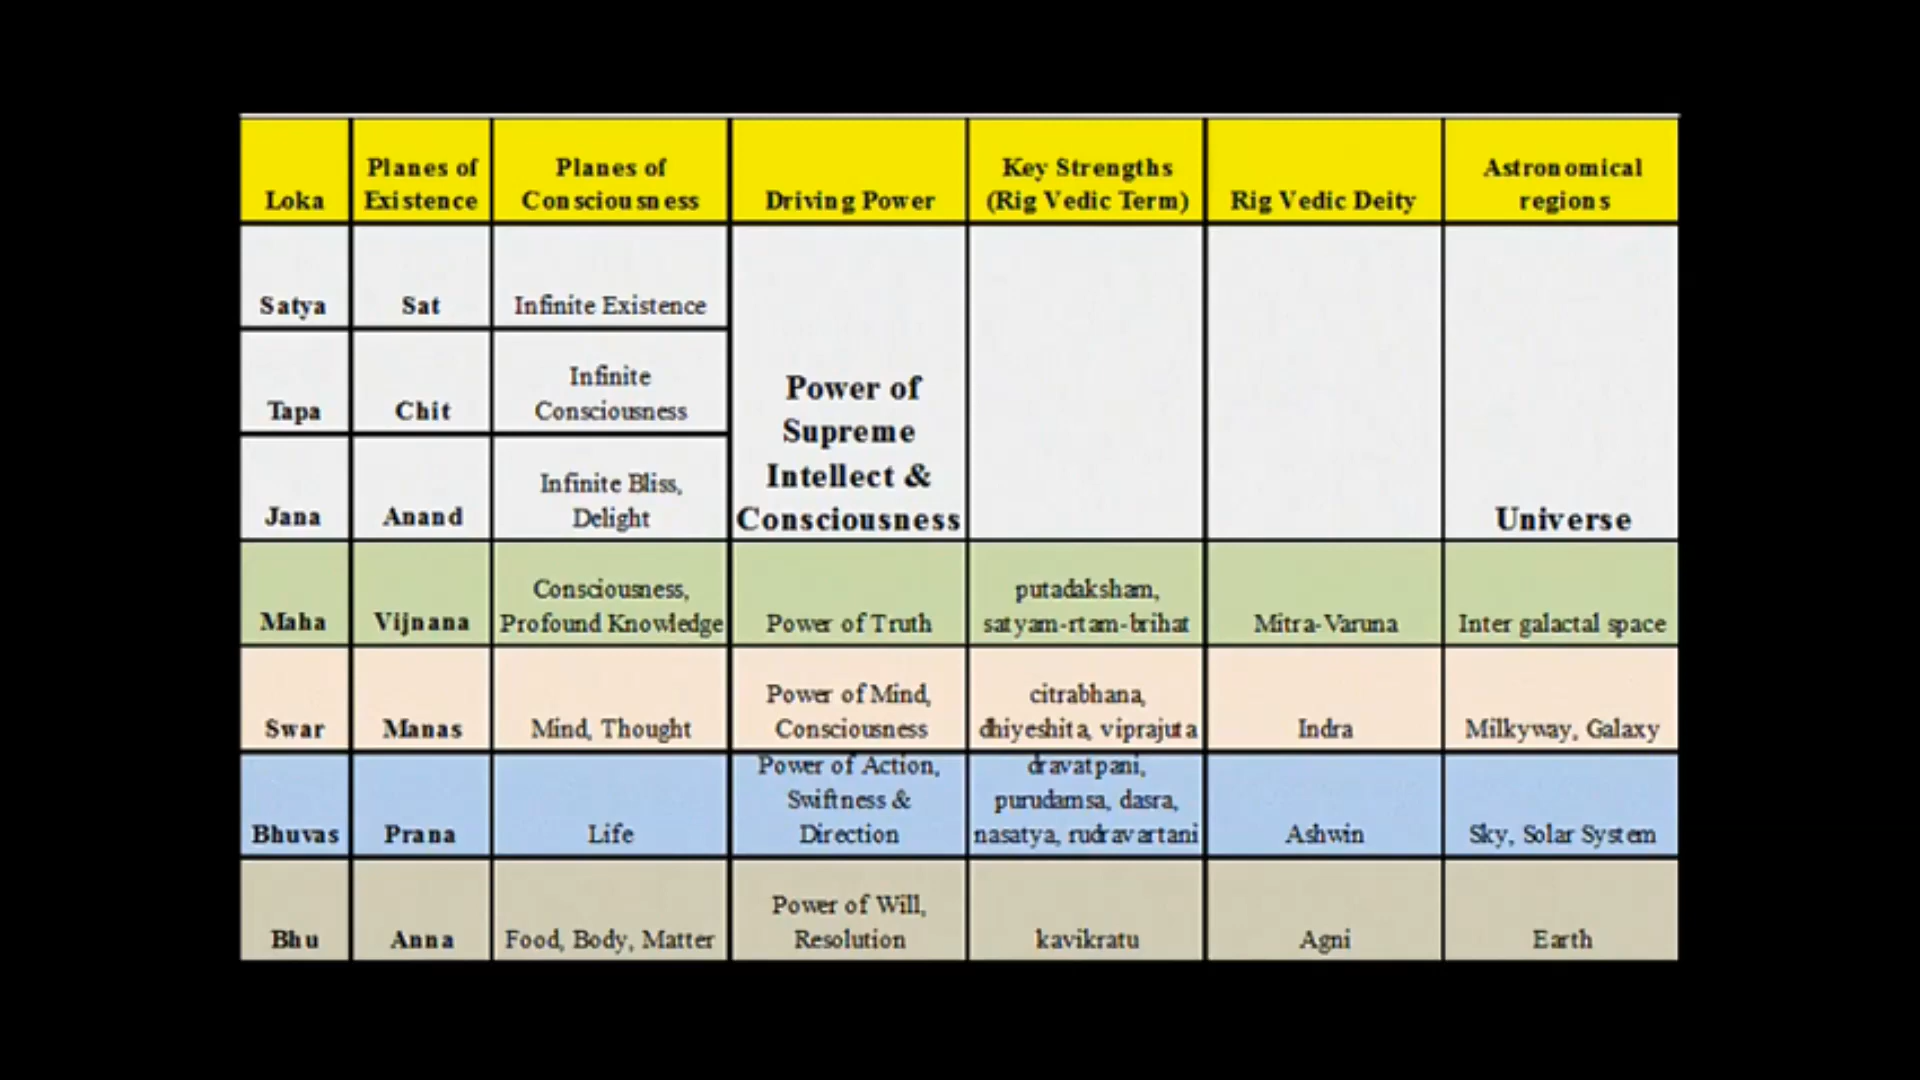 Loka
Planes of
Existence
Planes of
Consciousness
Driving Power
Key Strengths
(Rig Vedic Term)
Rig Vedic Deity
Astronomical
regions
Satya
Sat
Infinite Existence
Tapa
Chit
Infinite
Consciousness
Jana
Anand
Infinite Bliss,
Delight
Power of
Supreme
Intellect &
Consciousness
Universe
Maha
Vijnana
Consciousness,
Profound Knowledge
Power of Truth
putadaksham,
satyam-rtam-brihat
Mitra-Varuna
Inter galactal space
Swar
Manas
Mind, Thought
Power of Mind,
Consciousness
citrabhana,
dhiyeshita, viprajuta
Indra
Milkyway, Galaxy
Bhuvas
Prana
Life
Power of Action,
Swiftness &
Direction
dravatpani,
purudamsa, dasra,
nasatya, rudravartani
Ashwin
Sky, Solar System
Bhu
Anna
Food, Body, Matter
Power of Will,
Resolution
kavikratu
Agni
Earth